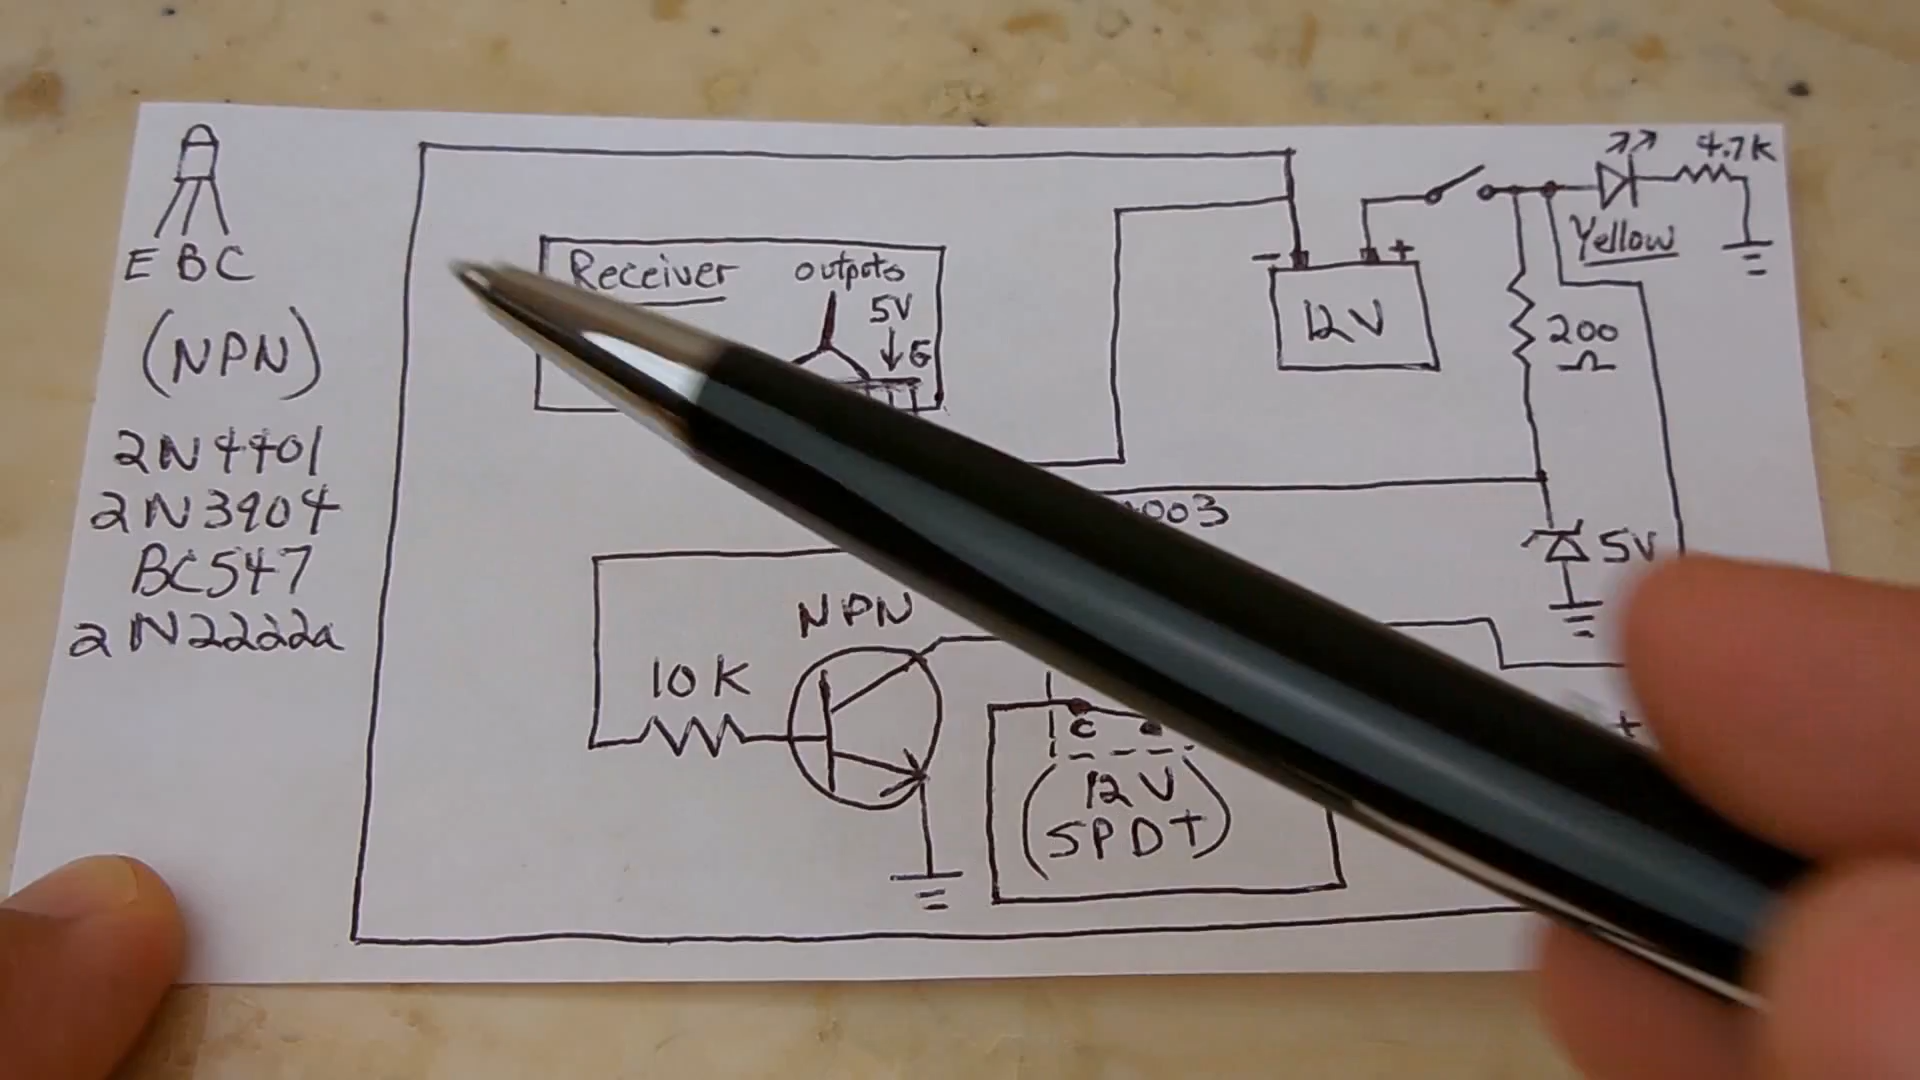 E B C
(NPN)
2N4401
2N3904
BC547
2N2222a
Receiver
outputs
5V
G
- +
12V
4.7K
Yellow
200
Ω
5V
NPN
10K
C
(12V
SPDT)
+